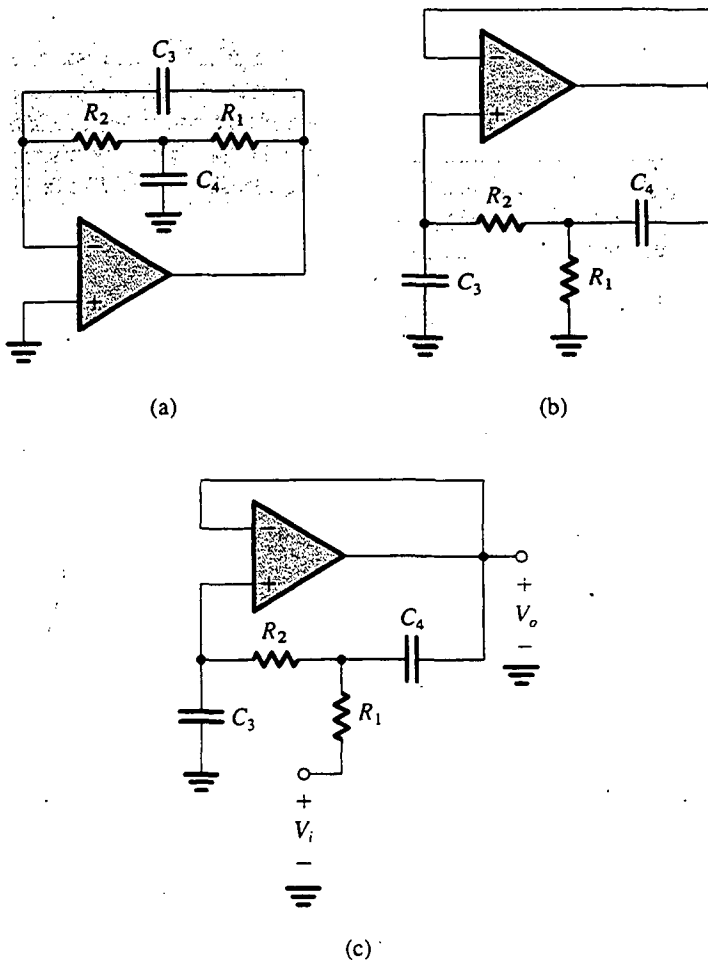 C₃
R₂ R₁
C₄
−
+
(a)
−
+
R₂ C₄
C₃ R₁
(b)
−
+
+
Vₒ
−
R₂ C₄
C₃ R₁
+
Vᵢ
−
(c)